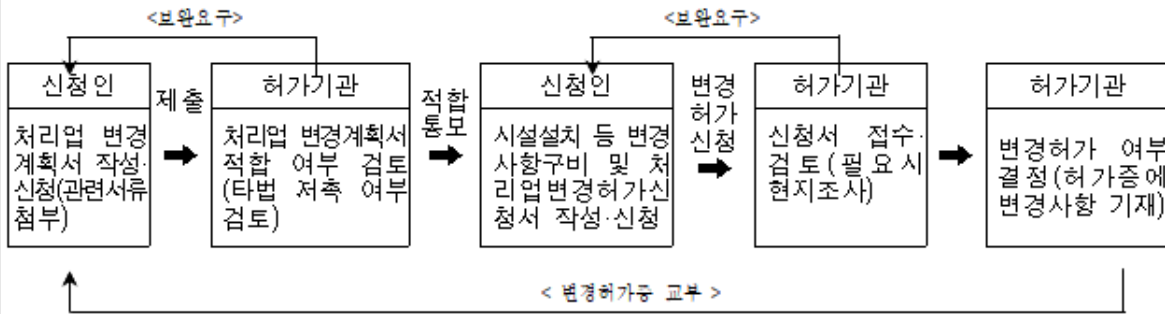 <보완요구>
<보완요구>
신청인
처리업 변경
계획서 작성·
신청(관련서류
첨부)
제출
허가기관
처리업 변경계획서
적합 여부 검토
(타법 저촉 여부
검토)
적합
통보
신청인
시설설치 등 변경
사항구비 및 처
리업변경허가신
청서 작성·신청
변경
허가
신청
허가기관
신청서 접수·
검토(필요시
현지조사)
허가기관
변경허가 여부
결정(허가증에
변경사항 기재)
< 변경허가증 교부 >